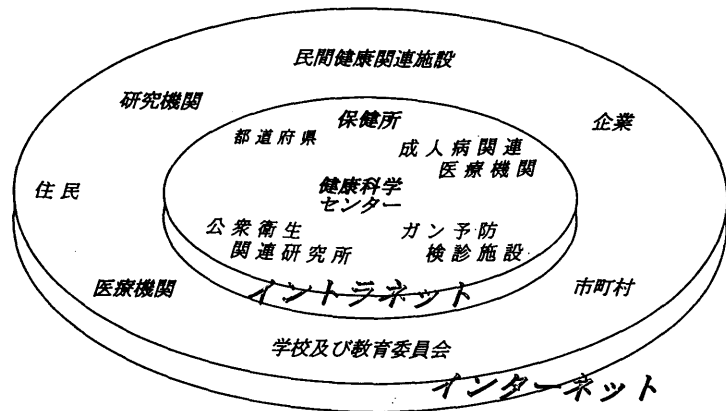 民間健康関連施設
研究機関
保健所
企業
都道府県
成人病関連
医療機関
住民
健康科学
センター
公衆衛生
関連研究所
ガン予防
検診施設
医療機関
イントラネット
市町村
学校及び教育委員会
インターネット